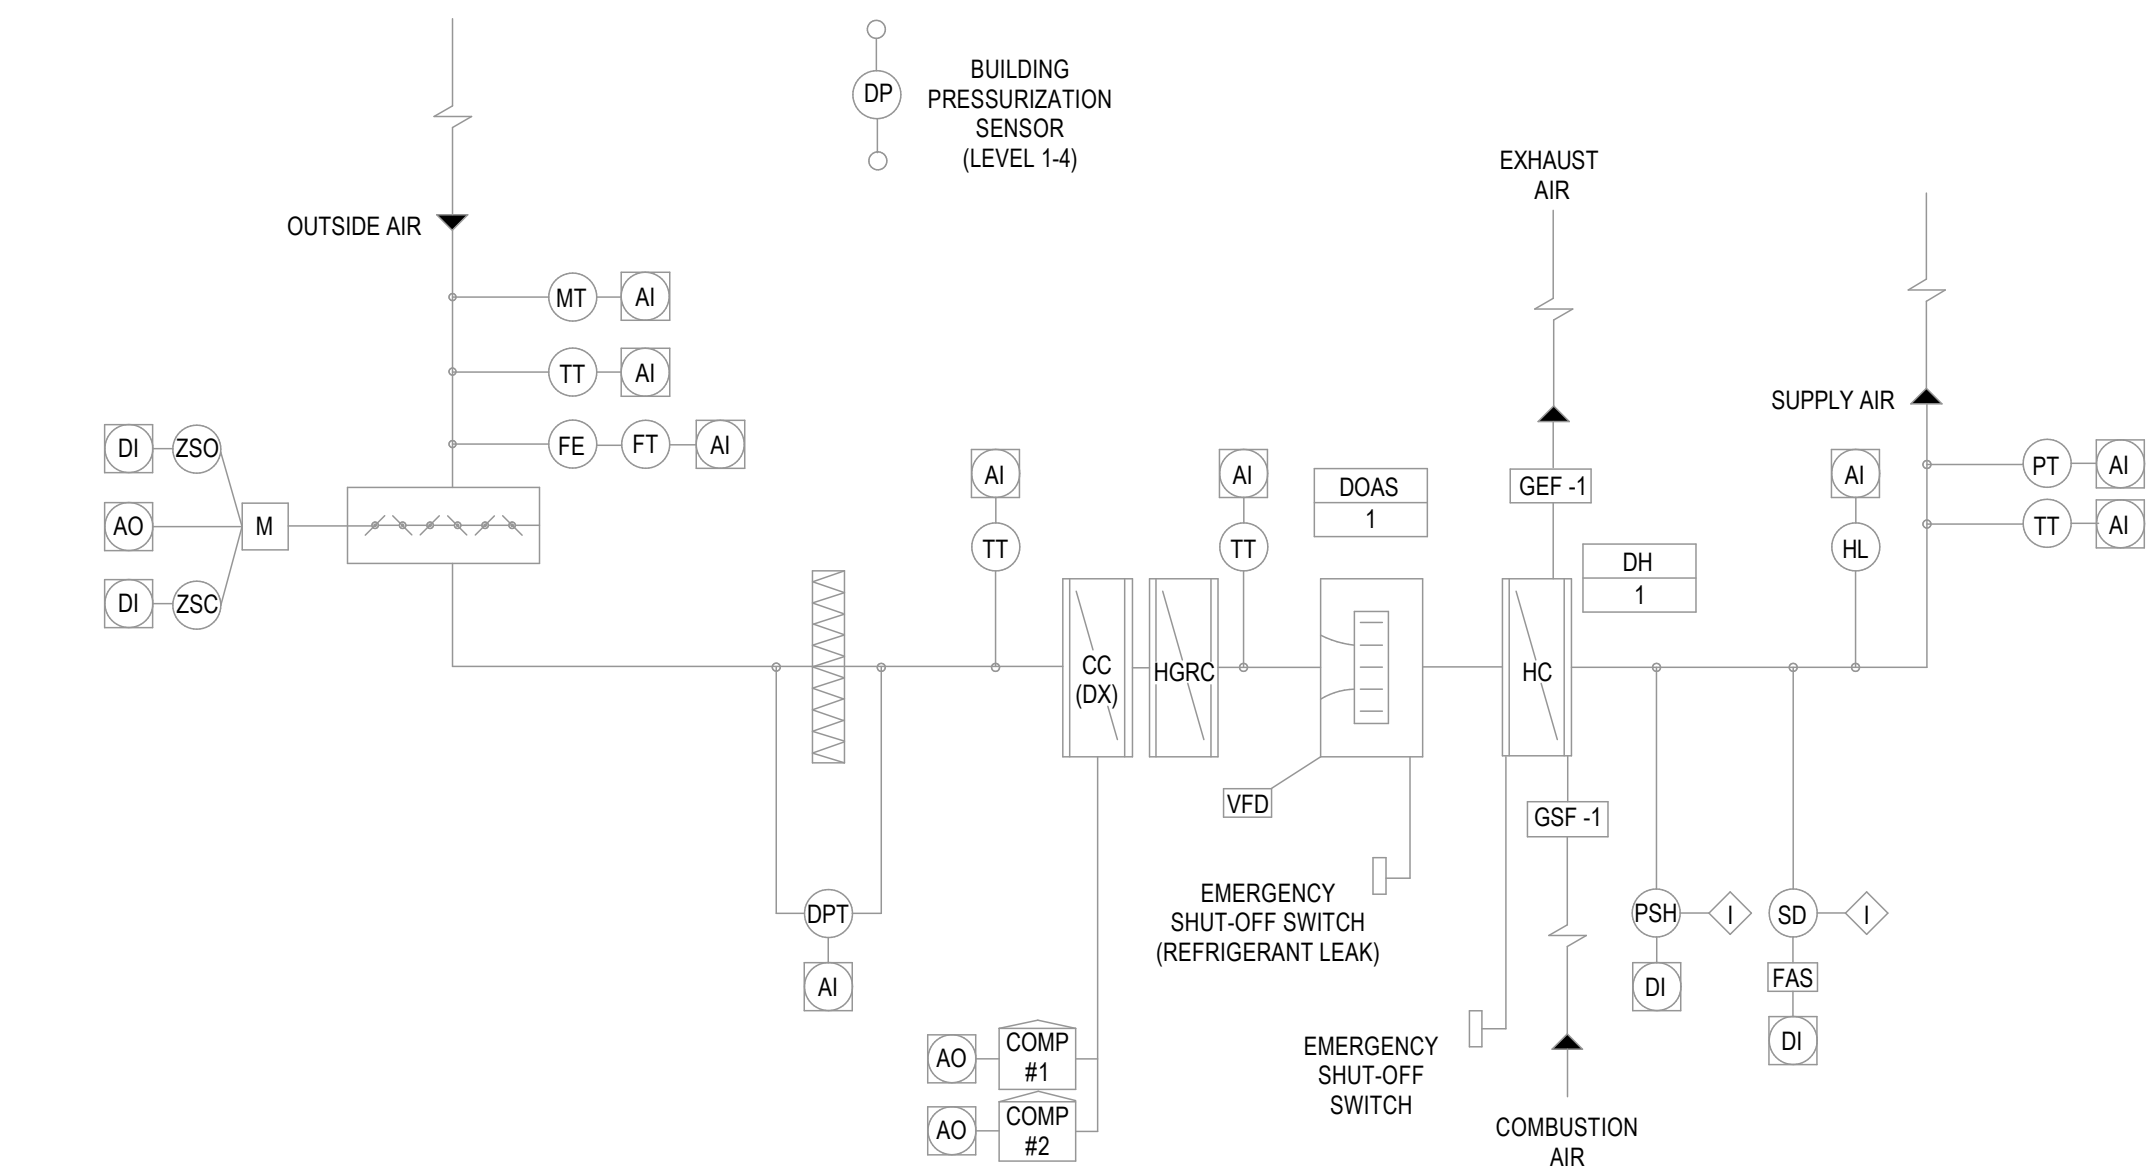 DP
BUILDING
PRESSURIZATION
SENSOR
(LEVEL 1-4)
EXHAUST
AIR
OUTSIDE AIR
MT
AI
TT
AI
SUPPLY AIR
DI
ZSO
FE
FT
AI
AO
M
DI
ZSC
AI
TT
AI
TT
DOAS
1
GEF -1
DH
1
AI
HL
PT
AI
TT
AI
CC
(DX)
HGRC
HC
VFD
GSF -1
DPT
AI
EMERGENCY
SHUT-OFF SWITCH
(REFRIGERANT LEAK)
PSH
I
DI
SD
I
FAS
DI
AO
COMP
#1
AO
COMP
#2
EMERGENCY
SHUT-OFF
SWITCH
COMBUSTION
AIR